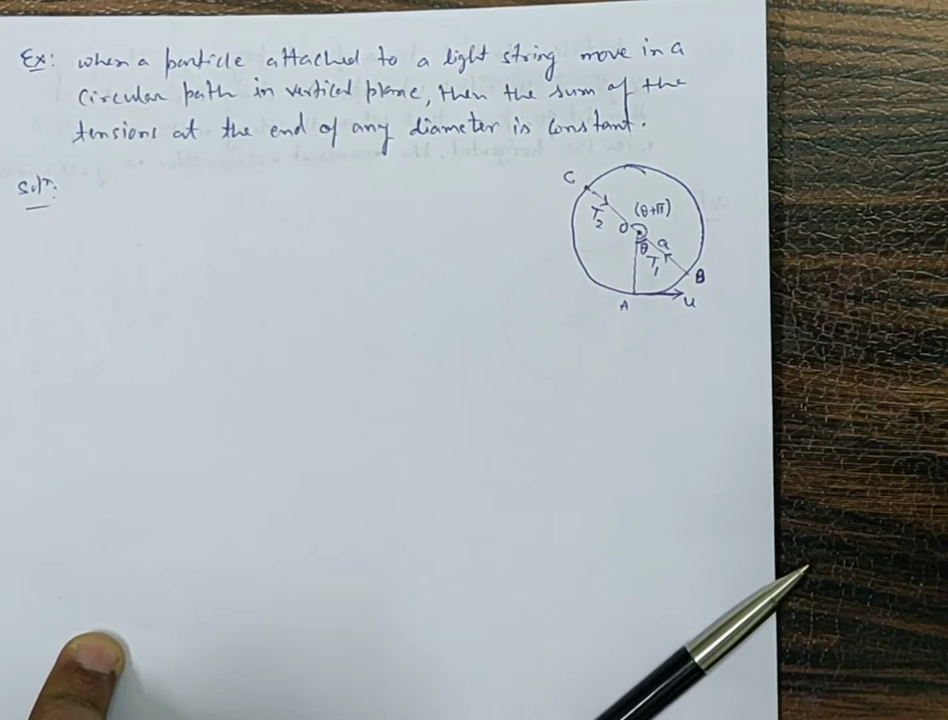 Ex: when a particle attached to a light string move in a
circular path in vertical plane, then the sum of the
tensions at the end of any diameter is constant.
Solⁿ:
C
T₂
(θ+π)
O
θ
a
T₁
B
A
u